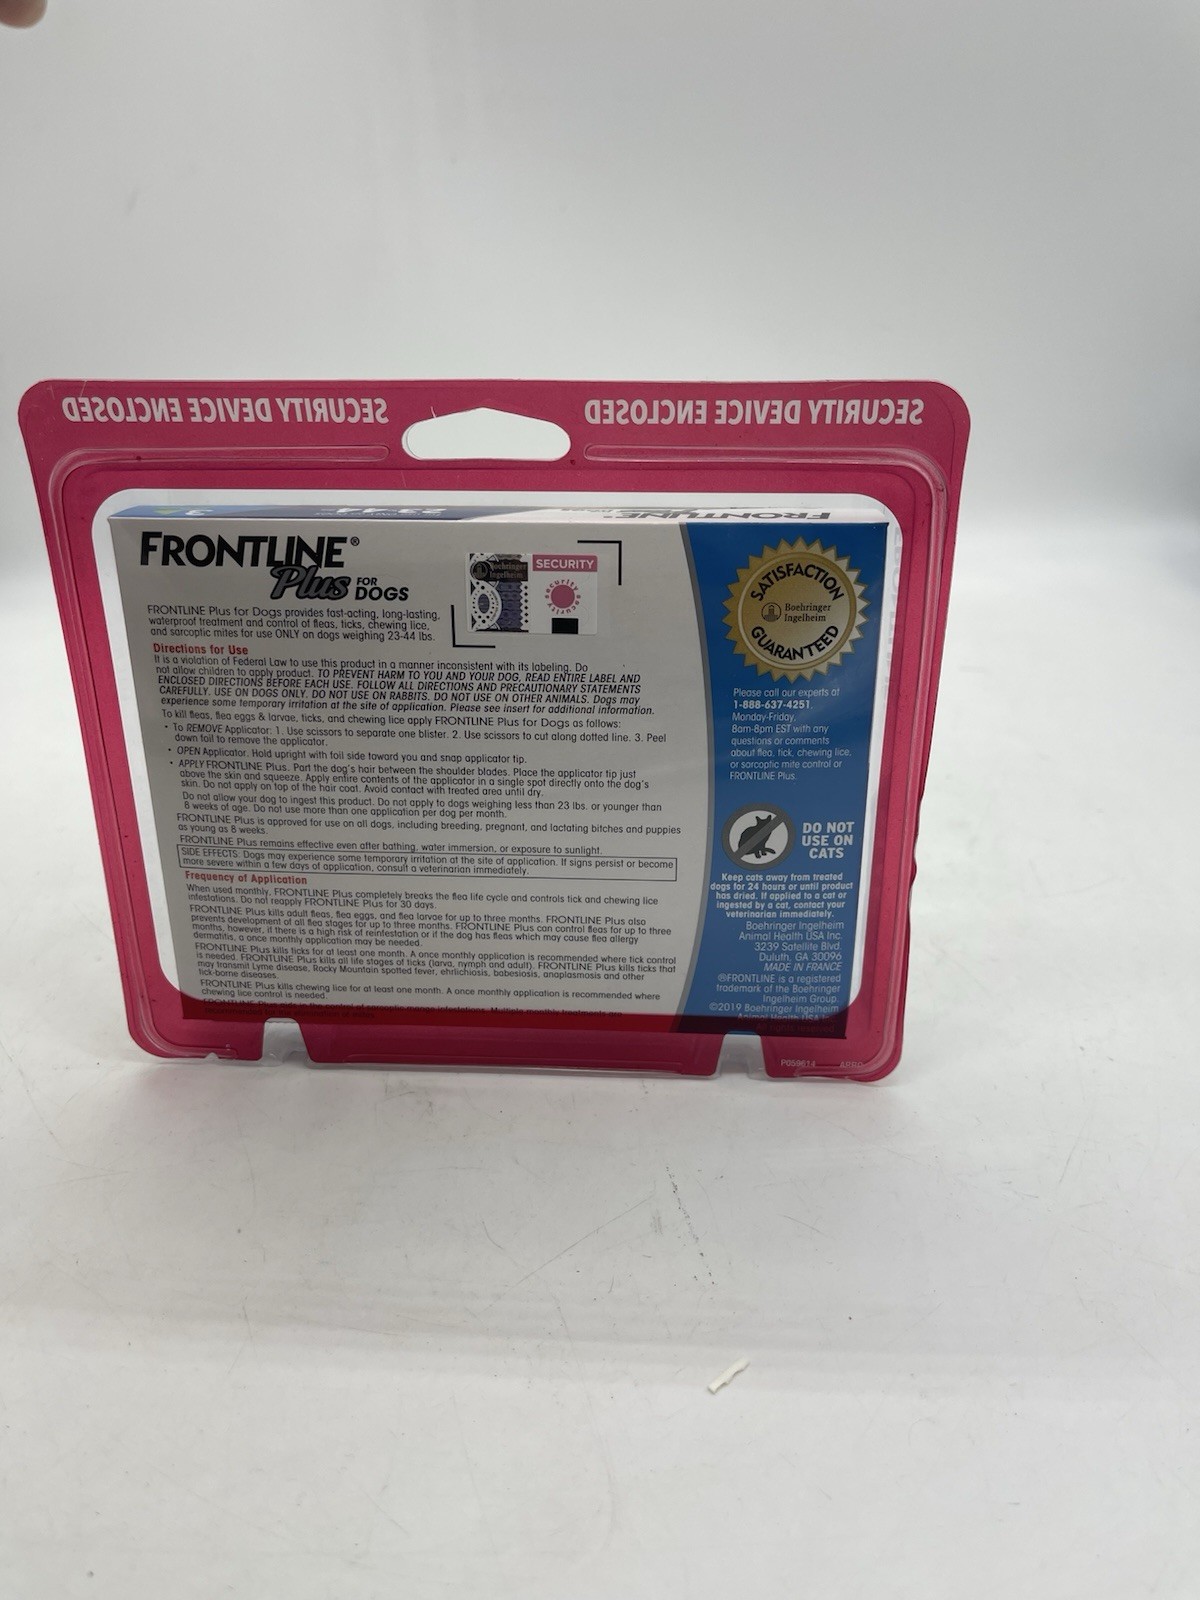 SECURITY DEVICE ENCLOSED SECURITY DEVICE ENCLOSED
3 23-44 FRONTLINE
FRONTLINE®
Plus FOR DOGS
Boehringer
Ingelheim
SECURITY
FRONTLINE Plus for Dogs provides fast-acting, long-lasting,
waterproof treatment and control of fleas, ticks, chewing lice,
and sarcoptic mites for use ONLY on dogs weighing 23-44 lbs.
Directions for Use
It is a violation of Federal Law to use this product in a manner inconsistent with its labeling. Do
not allow children to apply product. TO PREVENT HARM TO YOU AND YOUR DOG, READ ENTIRE LABEL AND
ENCLOSED DIRECTIONS BEFORE EACH USE. FOLLOW ALL DIRECTIONS AND PRECAUTIONARY STATEMENTS
CAREFULLY. USE ON DOGS ONLY. DO NOT USE ON RABBITS. DO NOT USE ON OTHER ANIMALS. Dogs may
experience some temporary irritation at the site of application. Please see insert for additional information.
To kill fleas, flea eggs & larvae, ticks, and chewing lice apply FRONTLINE Plus for Dogs as follows:
• To REMOVE Applicator: 1. Use scissors to separate one blister. 2. Use scissors to cut along dotted line. 3. Peel
down foil to remove the applicator.
• OPEN Applicator. Hold upright with foil side toward you and snap applicator tip.
• APPLY FRONTLINE Plus. Part the dog's hair between the shoulder blades. Place the applicator tip just
above the skin and squeeze. Apply entire contents of the applicator in a single spot directly onto the dog's
skin. Do not apply on top of the hair coat. Avoid contact with treated area until dry.
Do not allow your dog to ingest this product. Do not apply to dogs weighing less than 23 lbs. or younger than
8 weeks of age. Do not use more than one application per dog per month.
FRONTLINE Plus is approved for use on all dogs, including breeding, pregnant, and lactating bitches and puppies
as young as 8 weeks.
FRONTLINE Plus remains effective even after bathing, water immersion, or exposure to sunlight.
SIDE EFFECTS: Dogs may experience some temporary irritation at the site of application. If signs persist or become
more severe within a few days of application, consult a veterinarian immediately.
Frequency of Application
When used monthly, FRONTLINE Plus completely breaks the flea life cycle and controls tick and chewing lice
infestations. Do not reapply FRONTLINE Plus for 30 days.
FRONTLINE Plus kills adult fleas, flea eggs, and flea larvae for up to three months. FRONTLINE Plus also
prevents development of all flea stages for up to three months. FRONTLINE Plus can control fleas for up to three
months, however, if there is a high risk of reinfestation or if the dog has fleas which may cause flea allergy
dermatitis, a once monthly application may be needed.
FRONTLINE Plus kills ticks for at least one month. A once monthly application is recommended where tick control
is needed. FRONTLINE Plus kills all life stages of ticks (larva, nymph and adult). FRONTLINE Plus kills ticks that
may transmit Lyme disease, Rocky Mountain spotted fever, ehrlichiosis, babesiosis, anaplasmosis and other
tick-borne diseases.
FRONTLINE Plus kills chewing lice for at least one month. A once monthly application is recommended where
chewing lice control is needed.
FRONTLINE Plus aids in the control of sarcoptic mange infestations. Multiple monthly treatments are
SATISFACTION
Boehringer
Ingelheim
GUARANTEED
Please call our experts at
1-888-637-4251,
Monday-Friday,
8am-8pm EST with any
questions or comments
about flea, tick, chewing lice,
or sarcoptic mite control or
FRONTLINE Plus.
DO NOT
USE ON
CATS
Keep cats away from treated
dogs for 24 hours or until product
has dried. If applied to a cat or
ingested by a cat, contact your
veterinarian immediately.
Boehringer Ingelheim
Animal Health USA Inc.
3239 Satellite Blvd.
Duluth, GA 30096
MADE IN FRANCE
®FRONTLINE is a registered
trademark of the Boehringer
Ingelheim Group.
©2019 Boehringer Ingelheim
Animal Health USA Inc.
All rights reserved.
P059614